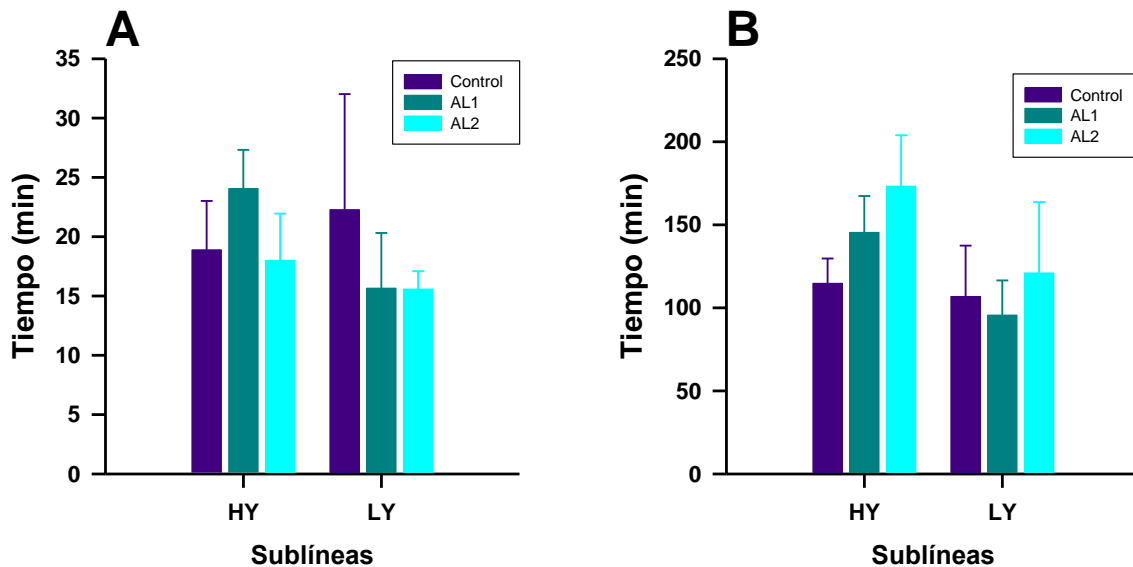 A
Tiempo (min)
35
30
25
20
15
10
5
0
Control
AL1
AL2
HY
LY
Sublíneas
B
Tiempo (min)
250
200
150
100
50
0
Control
AL1
AL2
HY
LY
Sublíneas